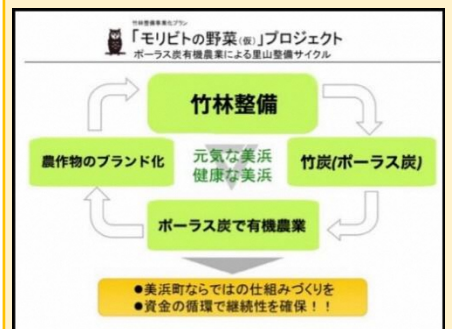 竹林整備事業化プラン
「モリビトの野菜(仮)」プロジェクト
ポーラス炭有機農業による里山整備サイクル
竹林整備
農作物のブランド化
元気な美浜
健康な美浜
竹炭(ポーラス炭)
ポーラス炭で有機農業
●美浜町ならではの仕組みづくりを
●資金の循環で継続性を確保！！